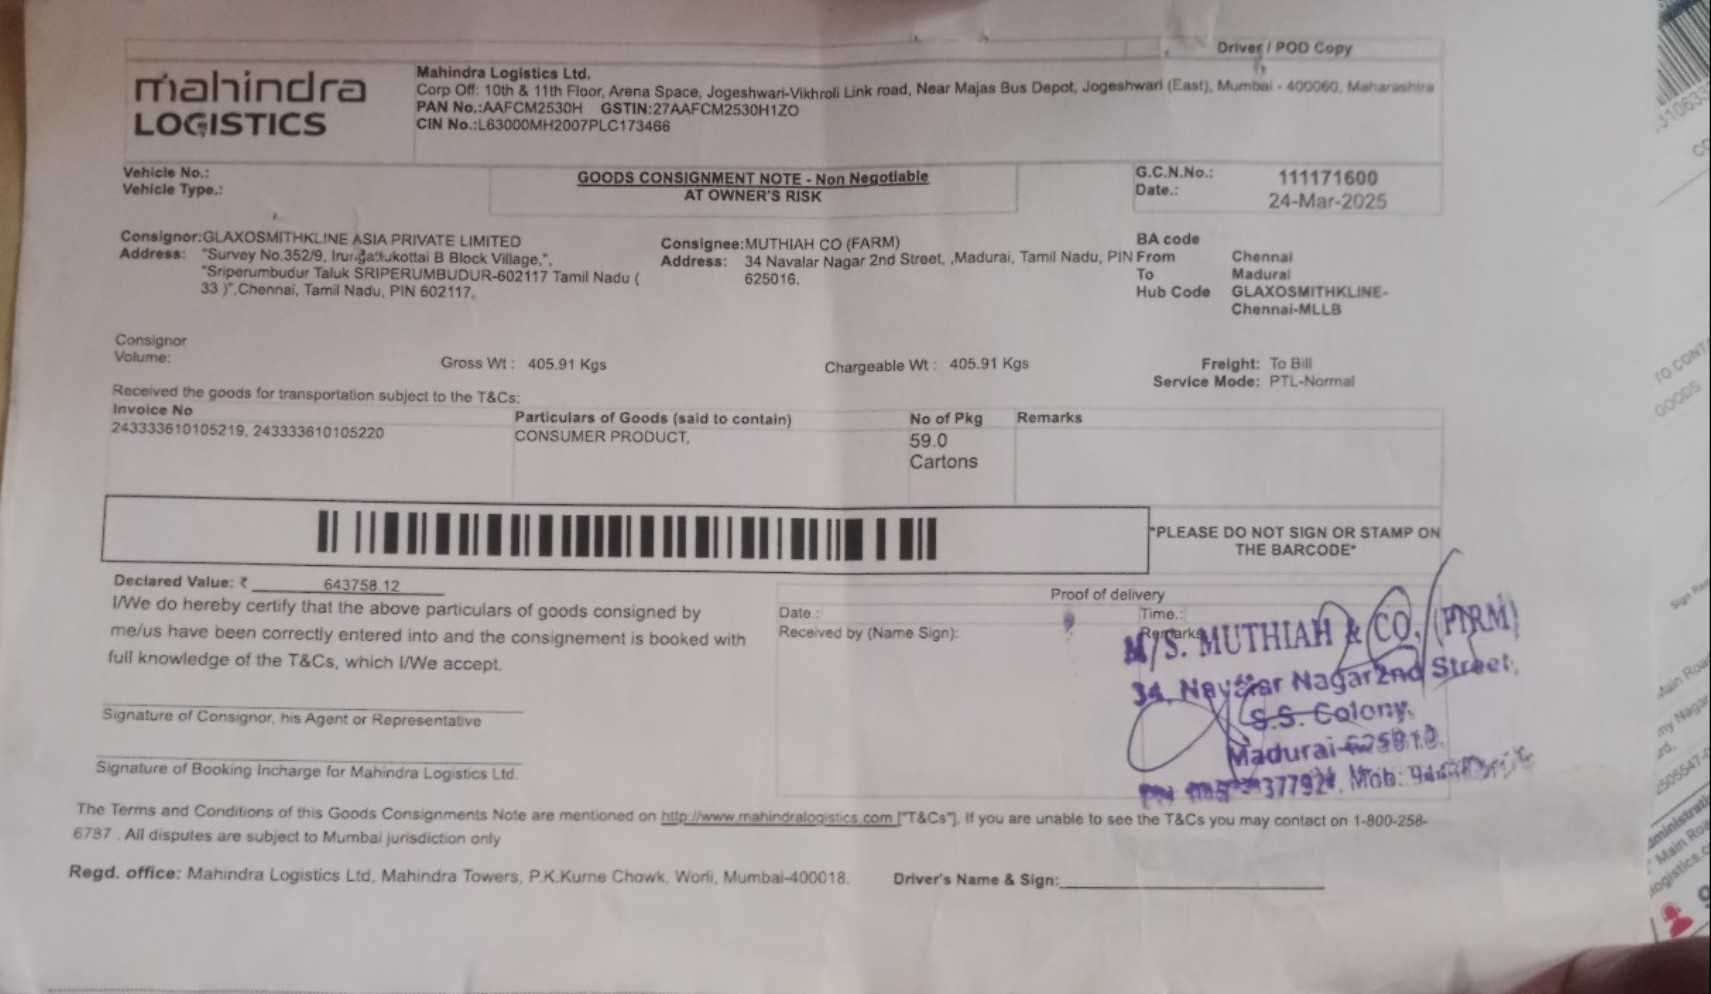 Driver / POD Copy
mahindra
LOGISTICS
Mahindra Logistics Ltd.
Corp Off: 10th & 11th Floor, Arena Space, Jogeshwari-Vikhroli Link road, Near Majas Bus Depot, Jogeshwari (East), Mumbai - 400060, Maharashtra
PAN No.:AAFCM2530H GSTIN:27AAFCM2530H1ZO
CIN No.:L63000MH2007PLC173466
Vehicle No.:
Vehicle Type.:
GOODS CONSIGNMENT NOTE - Non Negotiable
AT OWNER'S RISK
G.C.N.No.: 111171600
Date.: 24-Mar-2025
Consignor:GLAXOSMITHKLINE ASIA PRIVATE LIMITED
Address: "Survey No.352/9, Irungattukottai B Block Village,",
"Sriperumbudur Taluk SRIPERUMBUDUR-602117 Tamil Nadu (
33 )",Chennai, Tamil Nadu, PIN 602117,
Consignee:MUTHIAH CO (FARM)
Address: 34 Navalar Nagar 2nd Street, ,Madurai, Tamil Nadu, PIN
625016,
BA code
From Chennai
To Madurai
Hub Code GLAXOSMITHKLINE-
Chennai-MLLB
Consignor
Volume:
Gross Wt : 405.91 Kgs
Chargeable Wt : 405.91 Kgs
Freight: To Bill
Service Mode: PTL-Normal
Received the goods for transportation subject to the T&Cs:
Invoice No
243333610105219, 243333610105220
Particulars of Goods (said to contain)
CONSUMER PRODUCT,
No of Pkg
59.0
Cartons
Remarks
*PLEASE DO NOT SIGN OR STAMP ON
THE BARCODE*
Declared Value: ₹ 643758.12
I/We do hereby certify that the above particulars of goods consigned by
me/us have been correctly entered into and the consignement is booked with
full knowledge of the T&Cs, which I/We accept.
Signature of Consignor, his Agent or Representative
Signature of Booking Incharge for Mahindra Logistics Ltd.
Proof of delivery
Date.:
Time.:
Received by (Name Sign):
Remarks
M/S. MUTHIAH & CO, (FIRM)
34, Navalar Nagar 2nd Street,
S.S. Colony,
Madurai-
377924, Mob:
The Terms and Conditions of this Goods Consignments Note are mentioned on http://www.mahindralogistics.com ["T&Cs"]. If you are unable to see the T&Cs you may contact on 1-800-258-
6787 . All disputes are subject to Mumbai jurisdiction only
Regd. office: Mahindra Logistics Ltd, Mahindra Towers, P.K.Kurne Chowk, Worli, Mumbai-400018.
Driver's Name & Sign:
TO CONTA
GOODS
Main Roa
my Nagar
Main Roa
logistics.c